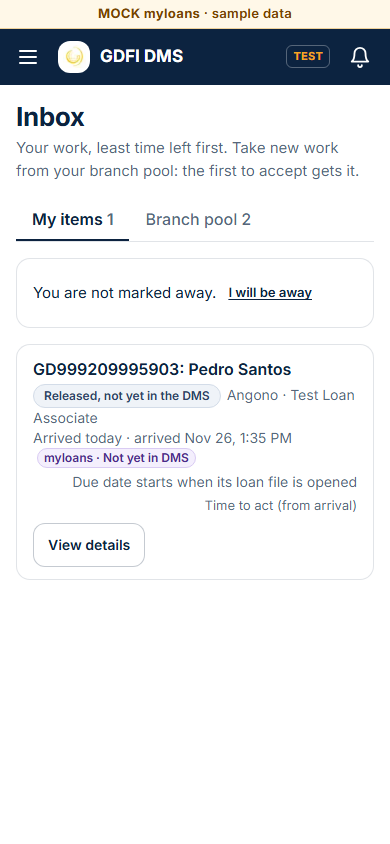 MOCK myloans · sample data
GDFI DMS
TEST
Inbox
Your work, least time left first. Take new work
from your branch pool: the first to accept gets it.
My items 1
Branch pool 2
You are not marked away. I will be away
GD999209995903: Pedro Santos
Released, not yet in the DMS Angono · Test Loan
Associate
Arrived today · arrived Nov 26, 1:35 PM
myloans · Not yet in DMS
Due date starts when its loan file is opened
Time to act (from arrival)
View details